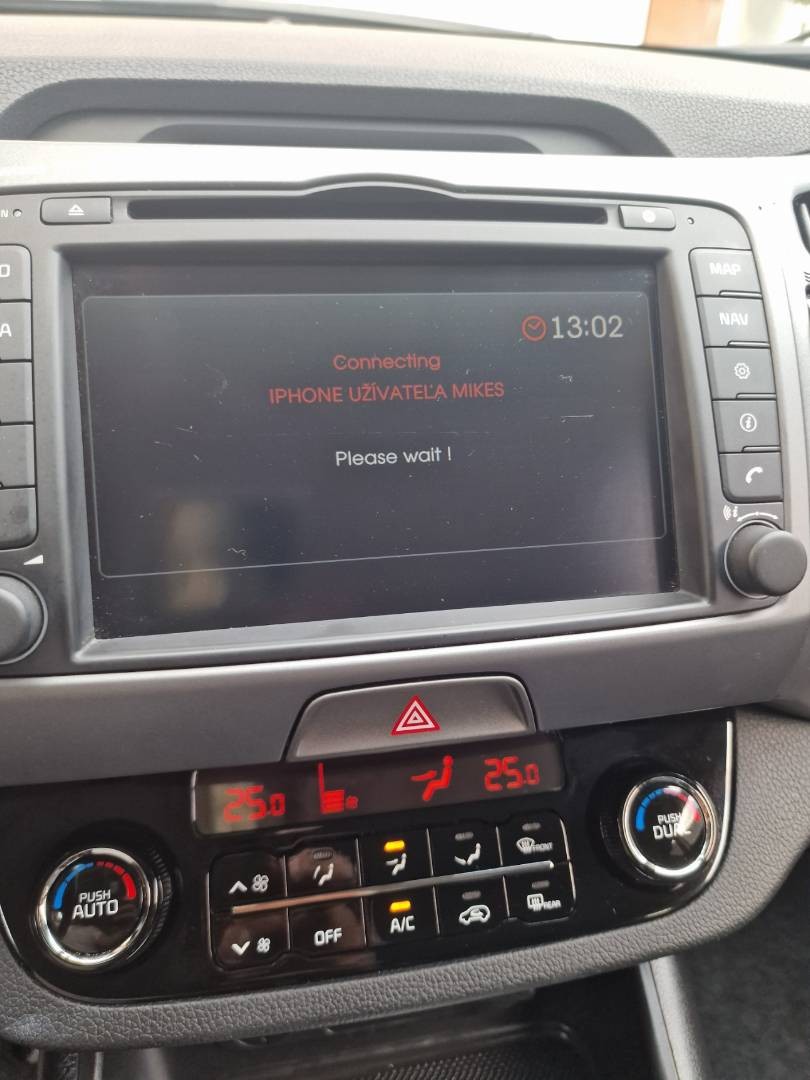 13:02
Connecting
IPHONE UŽÍVATEĽA MIKES
Please wait !
MAP
NAV
25.0
25.0
PUSH
AUTO
OFF
A/C
FRONT
REAR
PUSH
DUAL